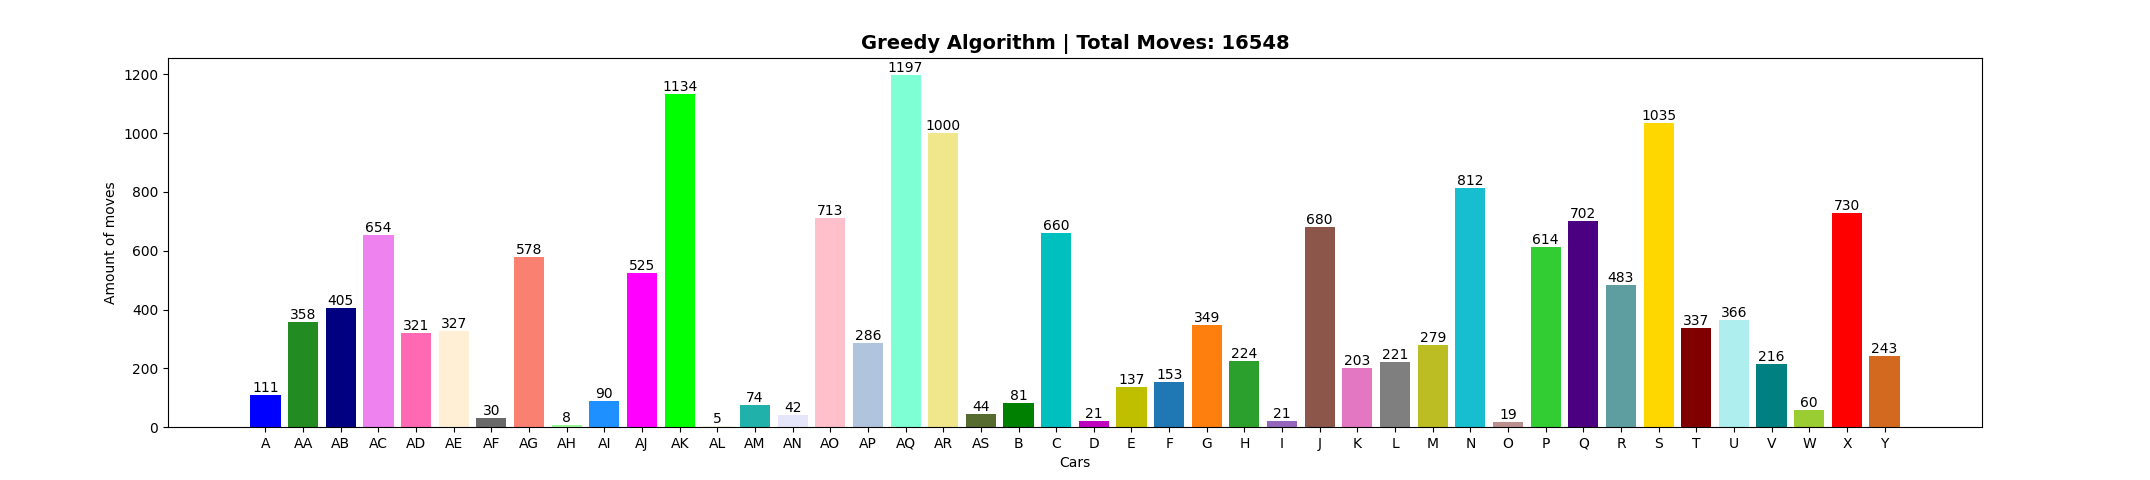 Greedy Algorithm | Total Moves: 16548
Amount of moves
1200
1000
800
600
400
200
0
111 358 405 654 321 327 30 578 8 90 525 1134 5 74 42 713 286 1197 1000 44 81 660 21 137 153 349 224 21 680 203 221 279 812 19 614 702 483 1035 337 366 216 60 730 243
A AA AB AC AD AE AF AG AH AI AJ AK AL AM AN AO AP AQ AR AS B C D E F G H I J K L M N O P Q R S T U V W X Y
Cars